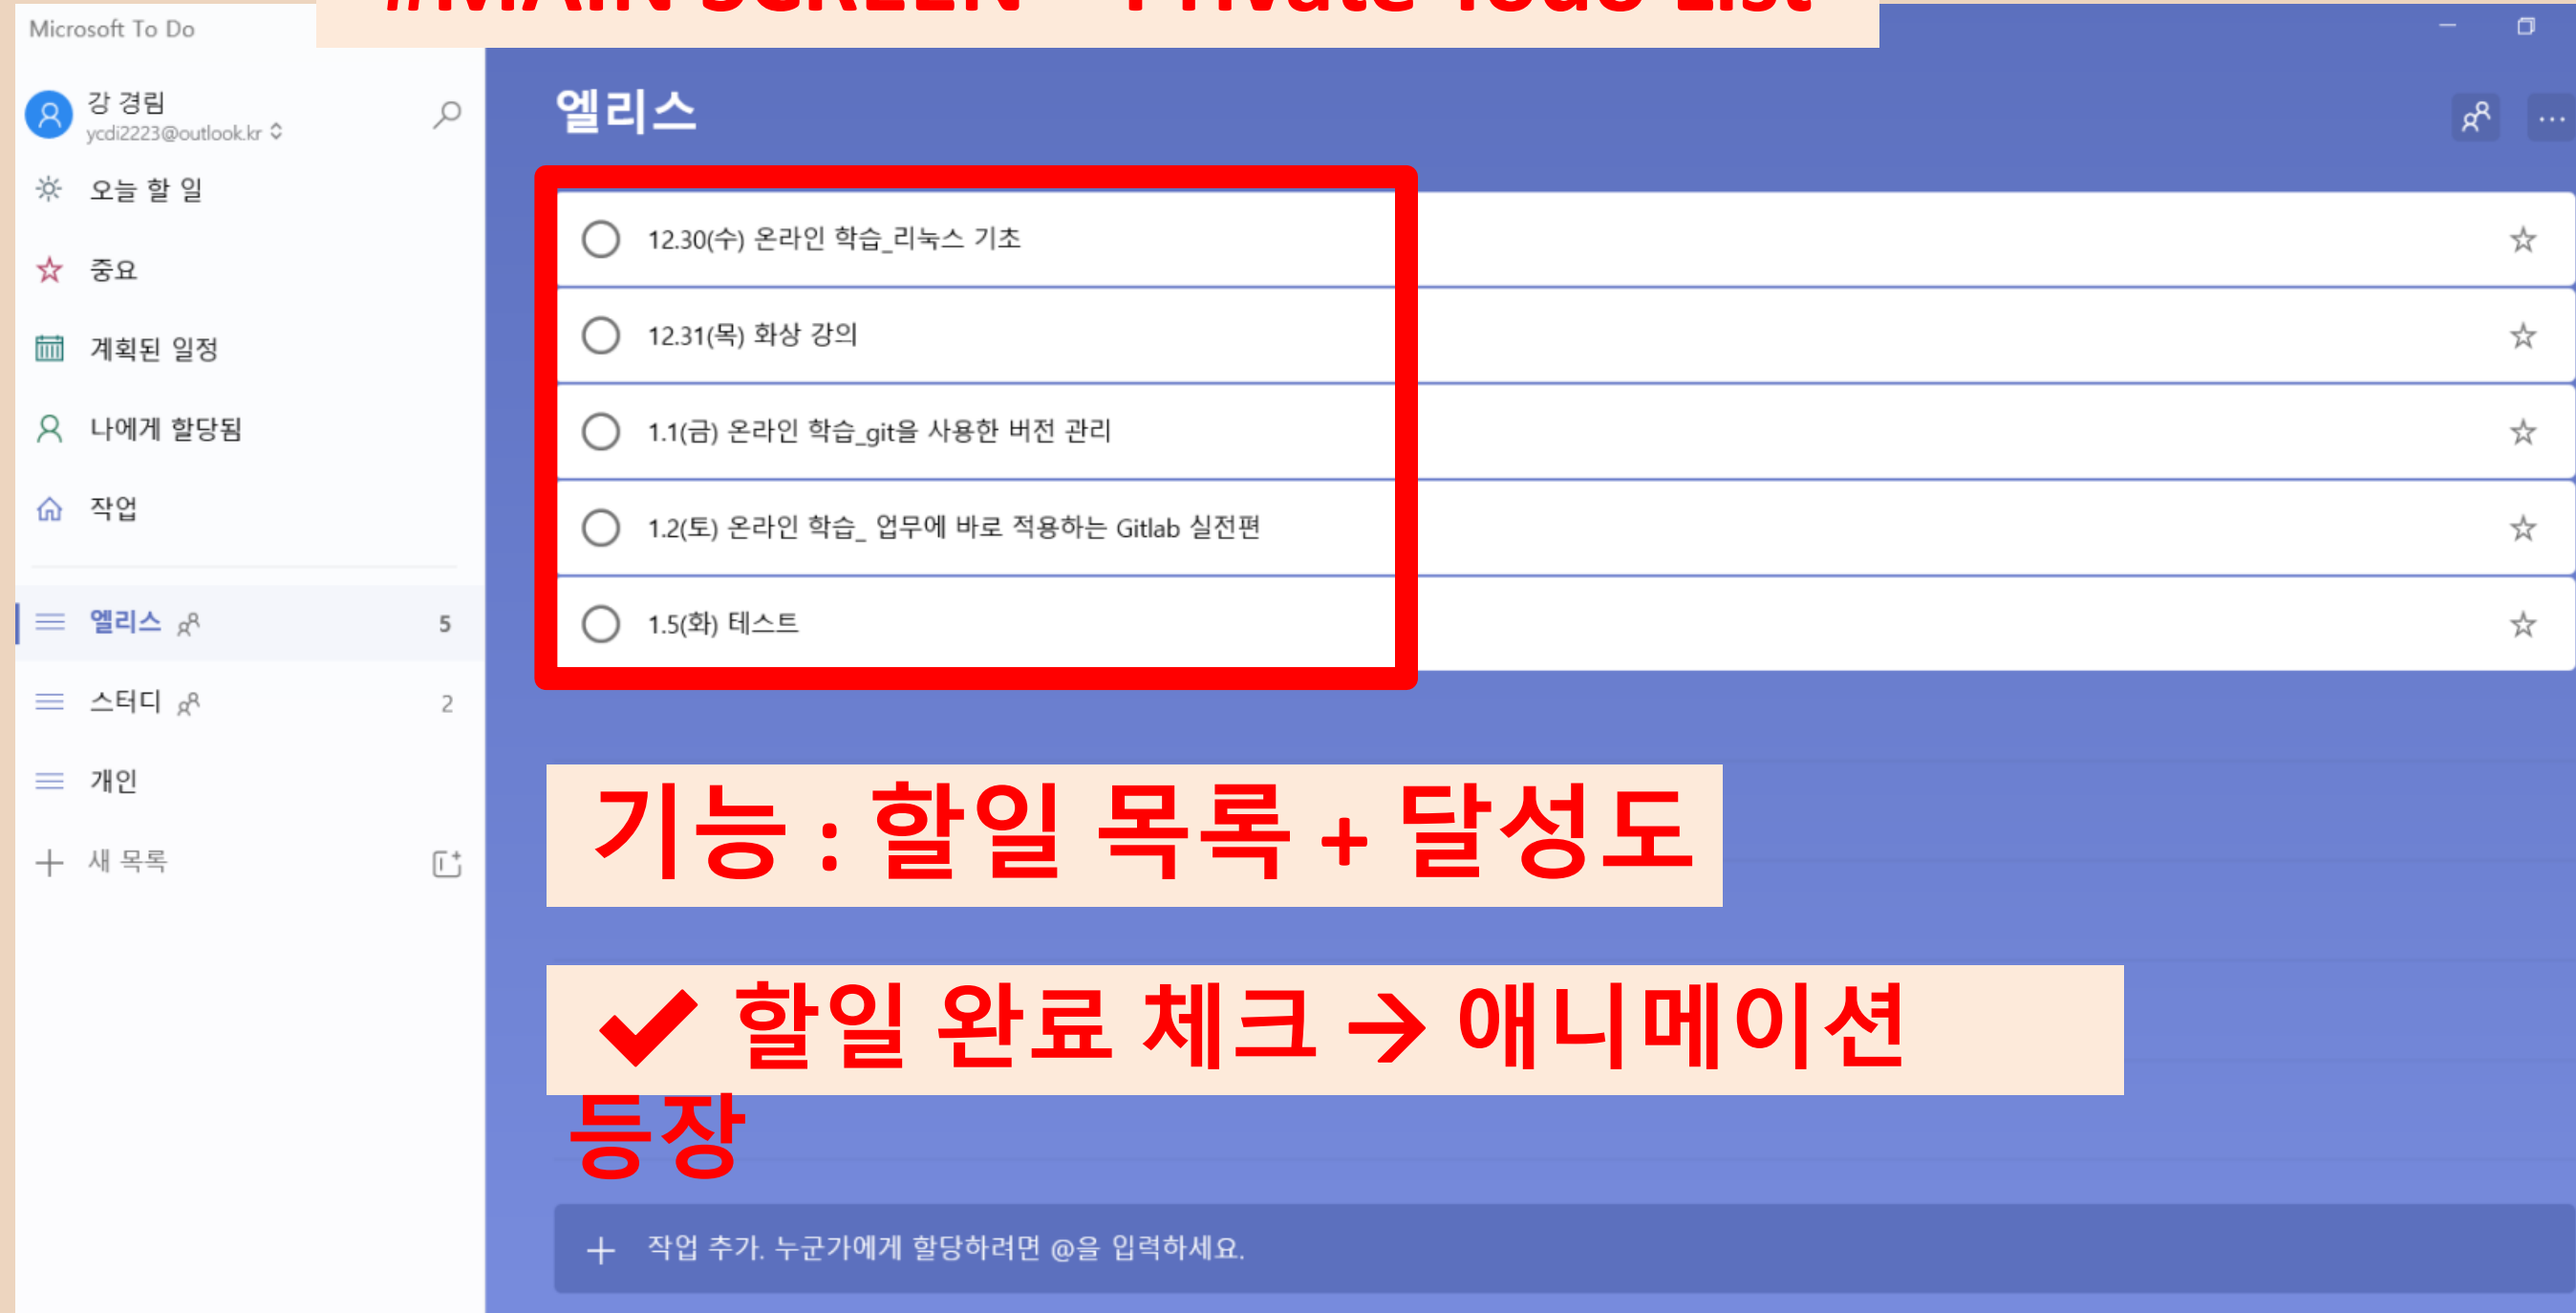 #MAIN SCREEN – Private Todo List
Microsoft To Do
강 경림
ycdi2223@outlook.kr
오늘 할 일
중요
계획된 일정
나에게 할당됨
작업
엘리스 5
스터디 2
개인
새 목록
엘리스
12.30(수) 온라인 학습_리눅스 기초
12.31(목) 화상 강의
1.1(금) 온라인 학습_git을 사용한 버전 관리
1.2(토) 온라인 학습_ 업무에 바로 적용하는 Gitlab 실전편
1.5(화) 테스트
기능 : 할일 목록 + 달성도
✔ 할일 완료 체크 → 애니메이션
등장
작업 추가. 누군가에게 할당하려면 @을 입력하세요.